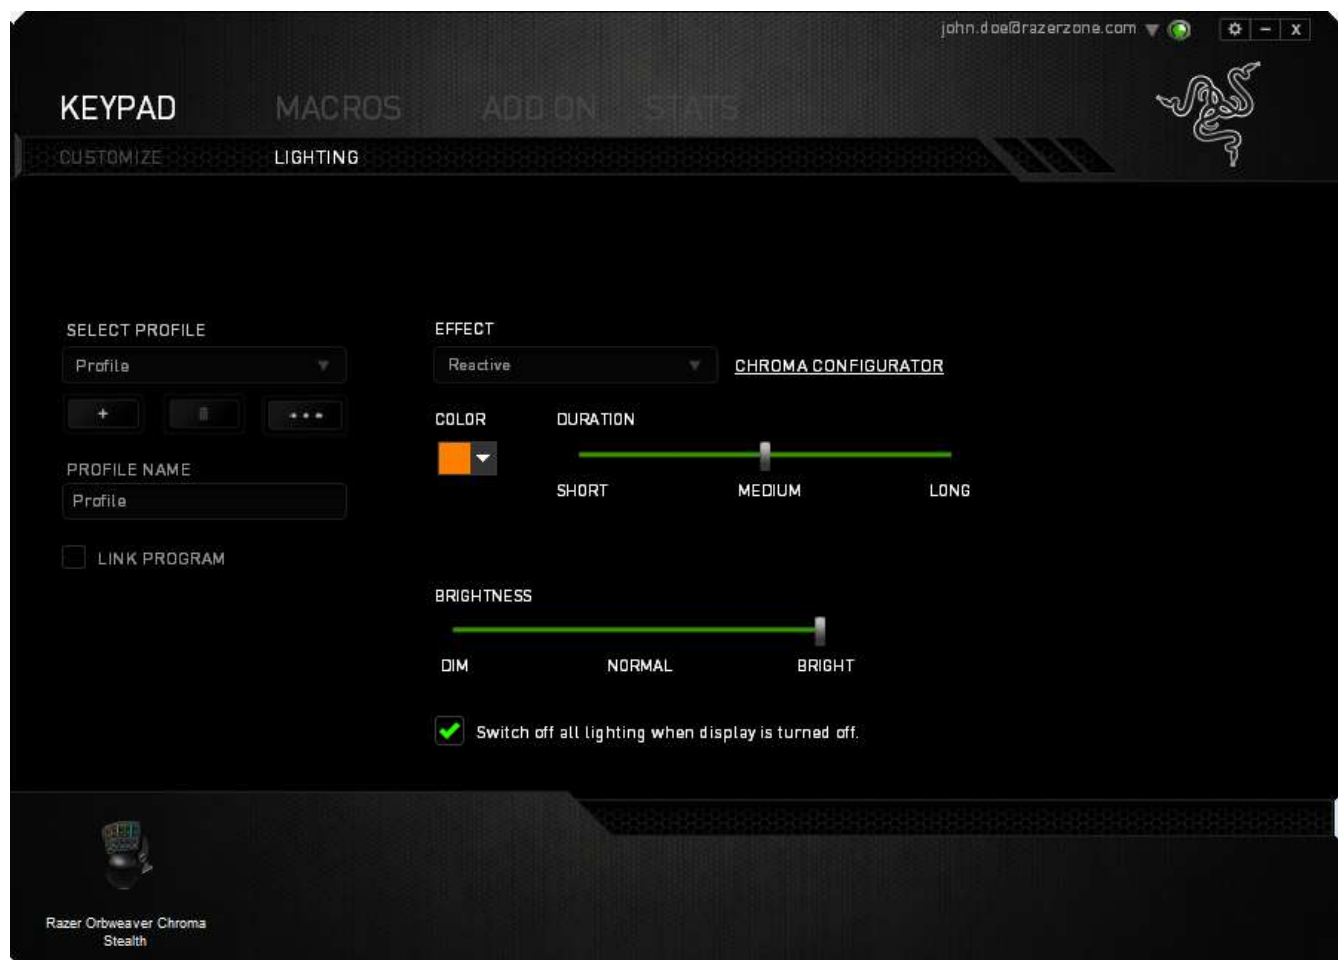 john.doe@razerzone.com
KEYPAD MACROS ADD ON STATS
CUSTOMIZE LIGHTING
SELECT PROFILE EFFECT
Profile Reactive CHROMA CONFIGURATOR
COLOR DURATION
PROFILE NAME
Profile SHORT MEDIUM LONG
LINK PROGRAM
BRIGHTNESS
DIM NORMAL BRIGHT
Switch off all lighting when display is turned off.
Razer Orbweaver Chroma
Stealth